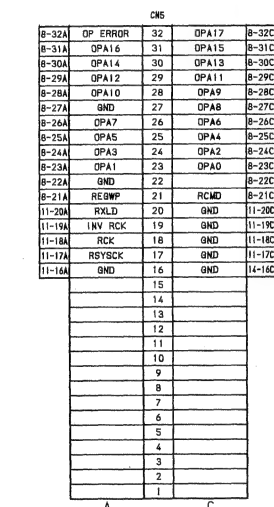 CN5
8-32A OP ERROR 32 OPA17 8-32C
8-31A OPA16 31 OPA15 8-31C
8-30A OPA14 30 OPA13 8-30C
8-29A OPA12 29 OPA11 8-29C
8-28A OPA10 28 OPA9 8-28C
8-27A GND 27 OPA8 8-27C
8-26A OPA7 26 OPA6 8-26C
8-25A OPA5 25 OPA4 8-25C
8-24A OPA3 24 OPA2 8-24C
8-23A OPA1 23 OPA0 8-23C
8-22A GND 22 8-22C
8-21A REGWP 21 RCMD 8-21C
11-20A RXLD 20 GND 11-20C
11-19A INV RCK 19 GND 11-19C
11-18A RCK 18 GND 11-18C
11-17A RSYSCK 17 GND 11-17C
11-16A GND 16 GND 14-16C
15
14
13
12
11
10
9
8
7
6
5
4
3
2
1
A C